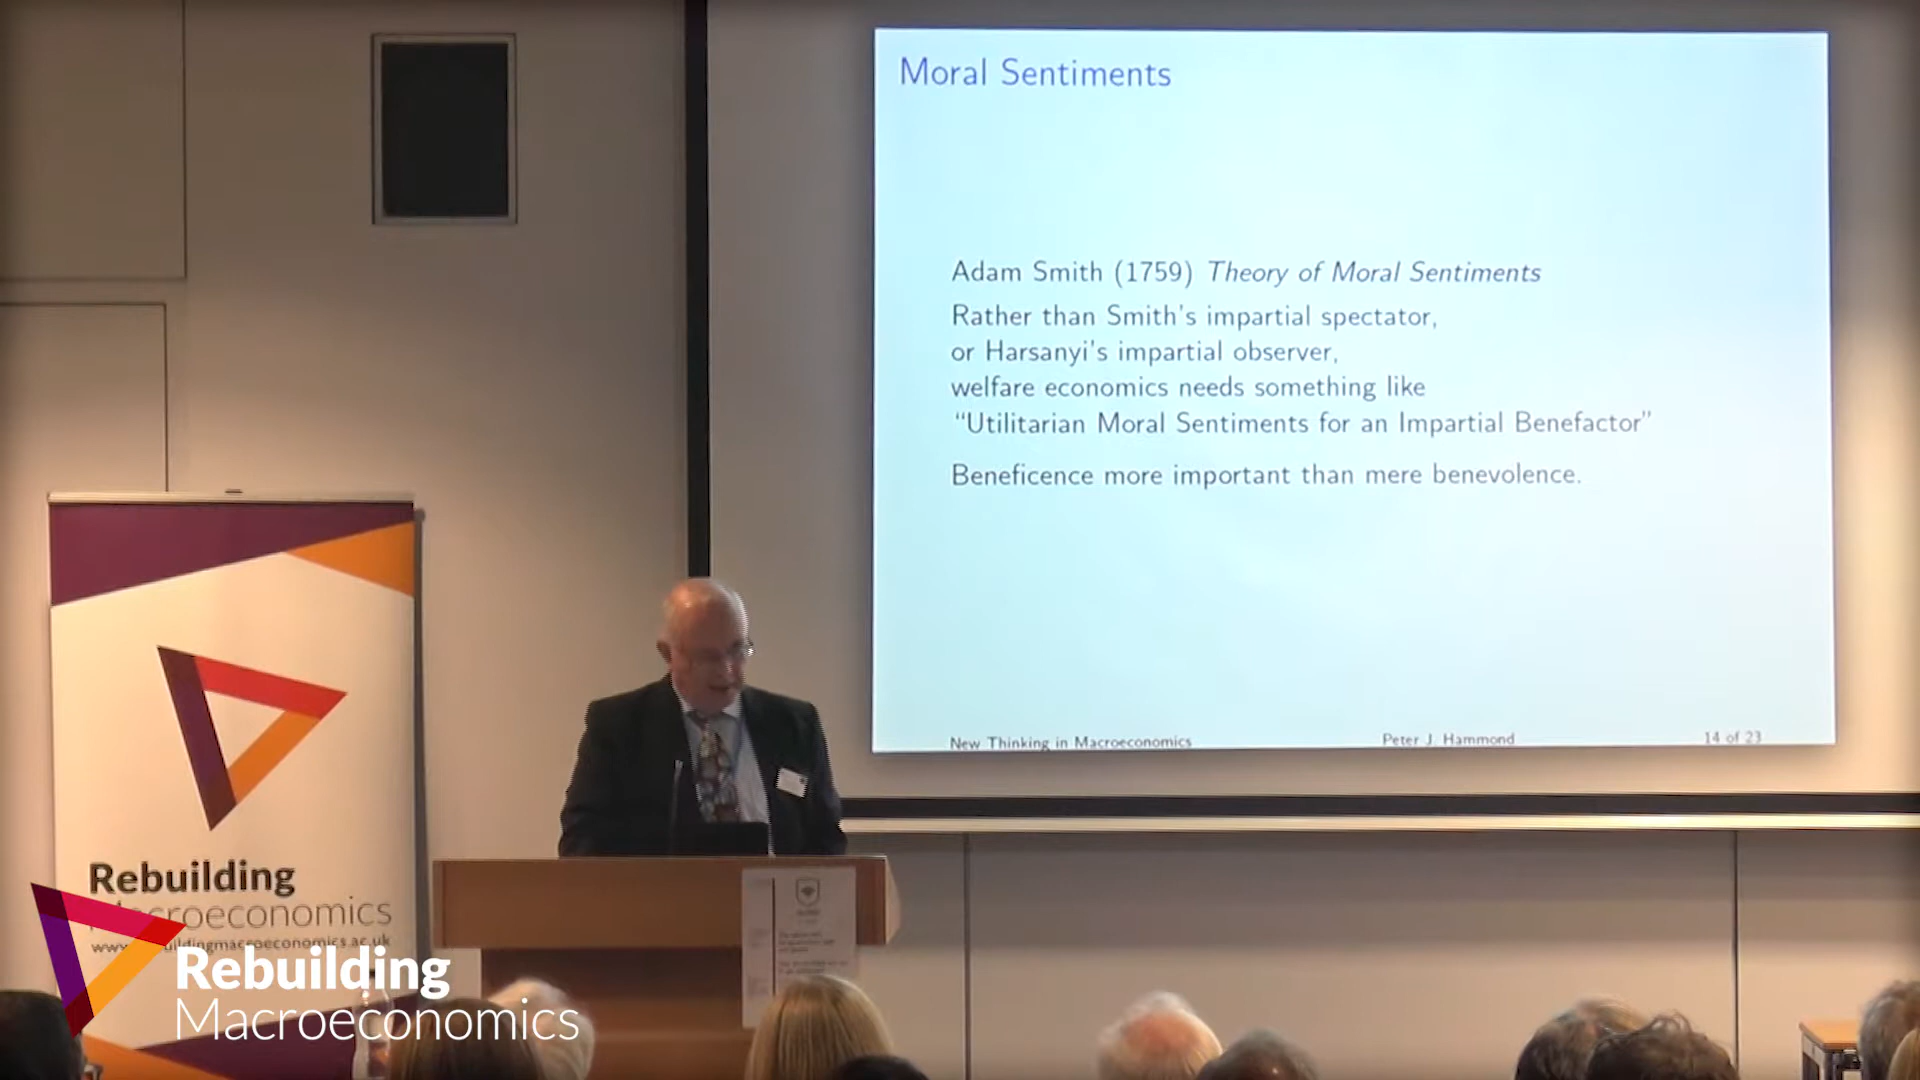 Moral Sentiments
Adam Smith (1759) Theory of Moral Sentiments
Rather than Smith's impartial spectator,
or Harsanyi's impartial observer,
welfare economics needs something like
“Utilitarian Moral Sentiments for an Impartial Benefactor”
Beneficence more important than mere benevolence.
New Thinking in Macroeconomics
Peter J. Hammond
14 of 23
Rebuilding
Macroeconomics
Rebuilding
Macroeconomics